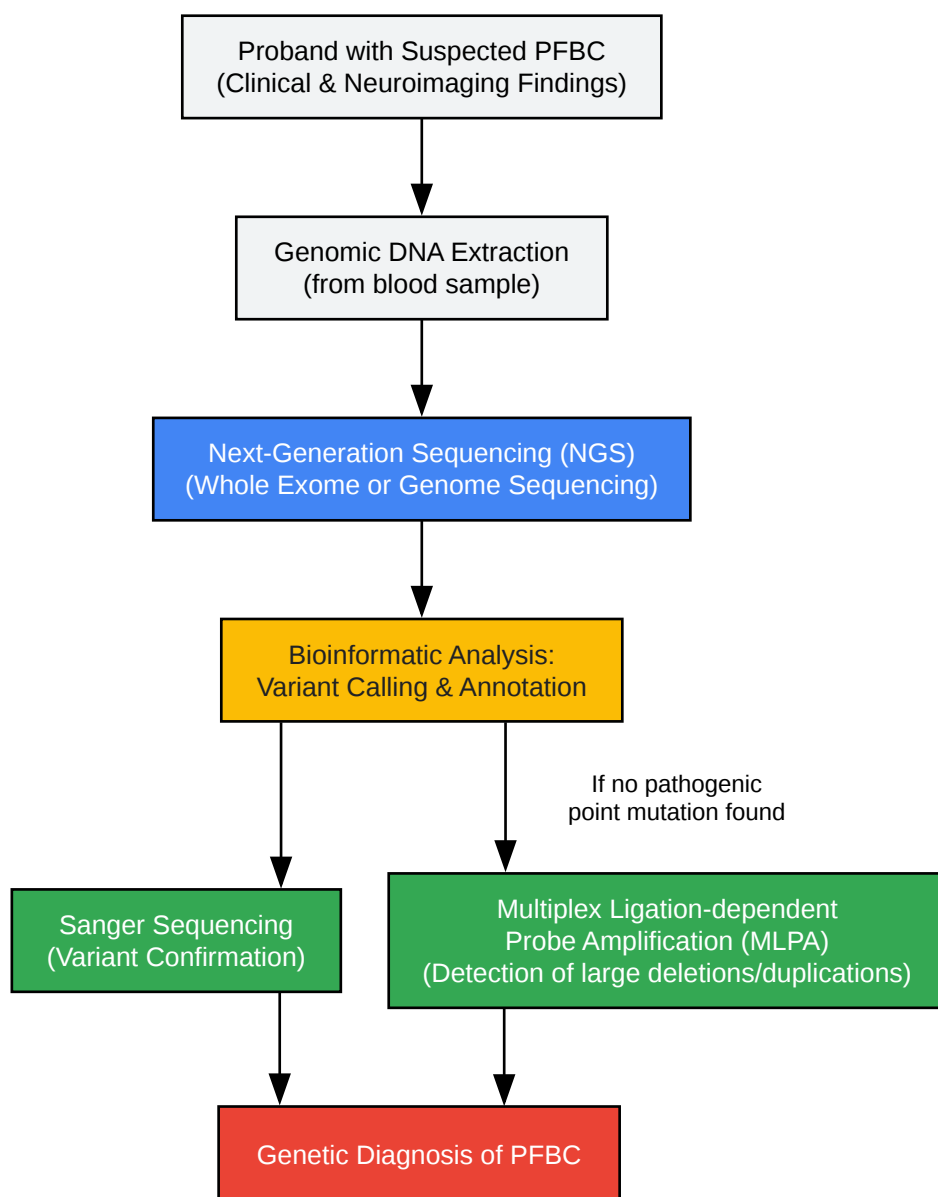 Proband with Suspected PFBC
(Clinical & Neuroimaging Findings)
Genomic DNA Extraction
(from blood sample)
Next-Generation Sequencing (NGS)
(Whole Exome or Genome Sequencing)
Bioinformatic Analysis:
Variant Calling & Annotation
If no pathogenic
point mutation found
Sanger Sequencing
(Variant Confirmation)
Multiplex Ligation-dependent
Probe Amplification (MLPA)
(Detection of large deletions/duplications)
Genetic Diagnosis of PFBC